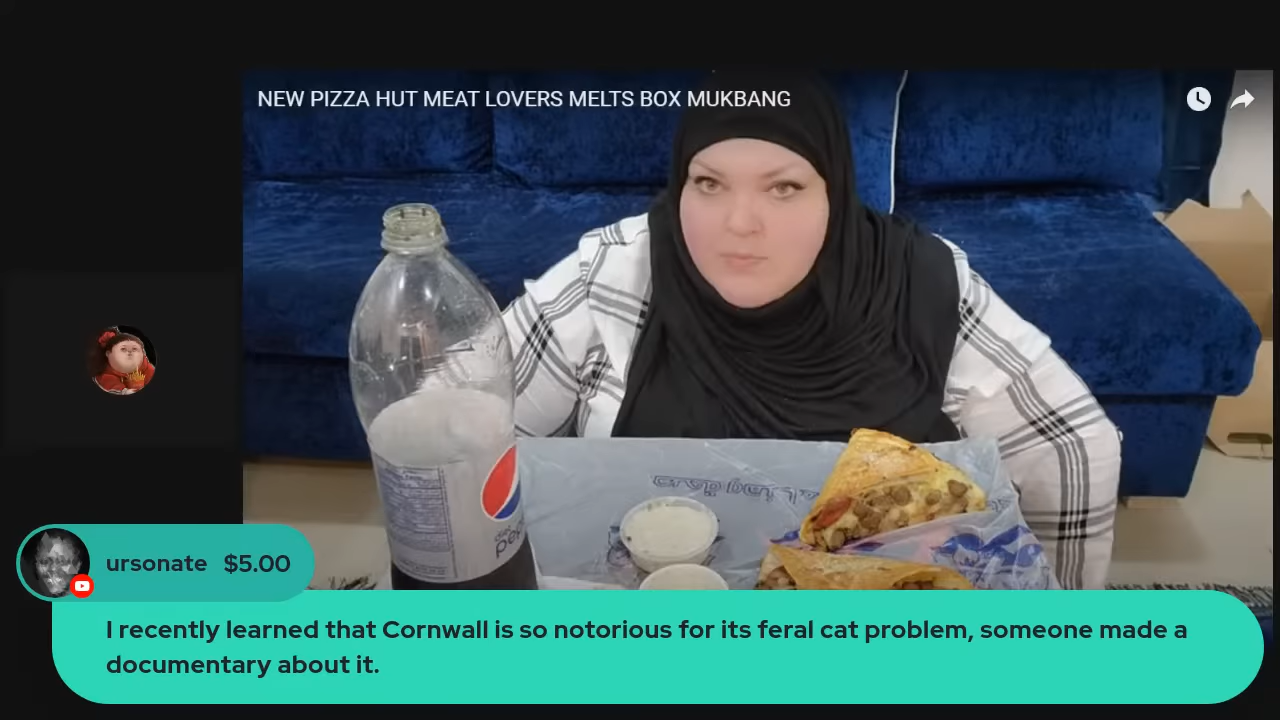 NEW PIZZA HUT MEAT LOVERS MELTS BOX MUKBANG
pepsi
ursonate $5.00
I recently learned that Cornwall is so notorious for its feral cat problem, someone made a
documentary about it.